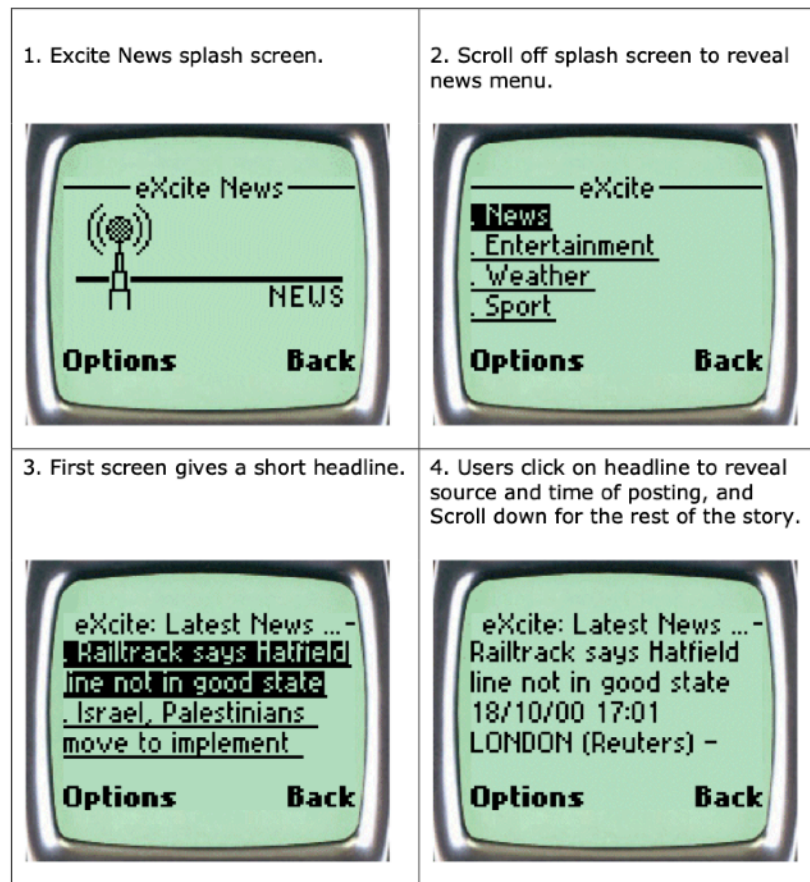 1. Excite News splash screen.
eXcite News
NEWS
Options Back
2. Scroll off splash screen to reveal
news menu.
eXcite
. News
. Entertainment
. Weather
. Sport
Options Back
3. First screen gives a short headline.
eXcite: Latest News ...-
. Railtrack says Hatfield
line not in good state
. Israel, Palestinians
move to implement
Options Back
4. Users click on headline to reveal
source and time of posting, and
Scroll down for the rest of the story.
eXcite: Latest News ...-
Railtrack says Hatfield
line not in good state
18/10/00 17:01
LONDON (Reuters) -
Options Back